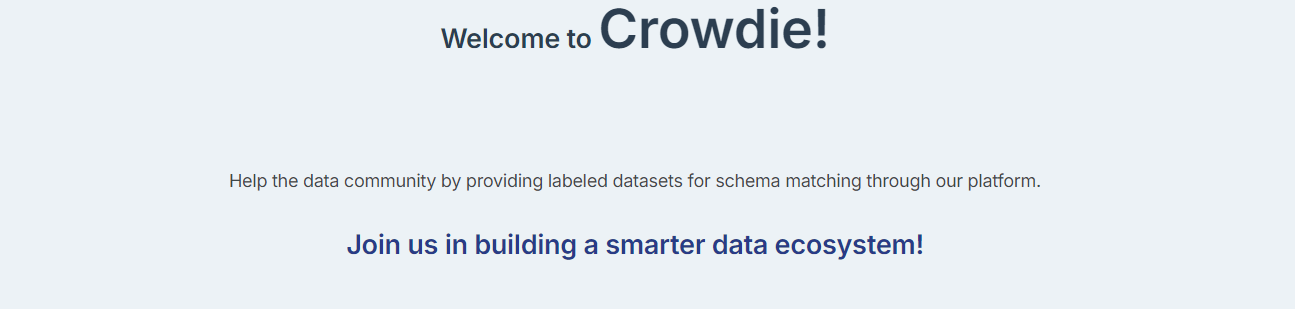 Welcome to Crowdie!
Help the data community by providing labeled datasets for schema matching through our platform.
Join us in building a smarter data ecosystem!